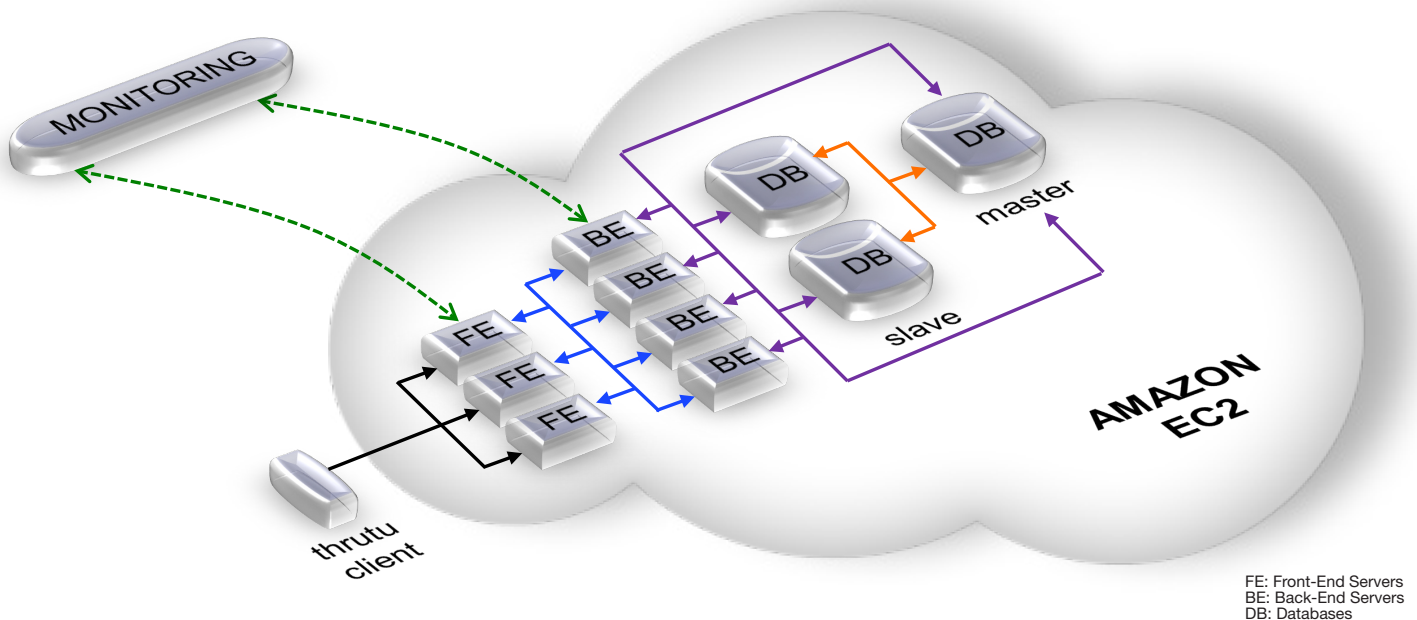 MONITORING
DB
DB
master
BE
BE
DB
slave
BE
BE
FE
FE
FE
AMAZON
EC2
thrutu
client
FE: Front-End Servers
BE: Back-End Servers
DB: Databases